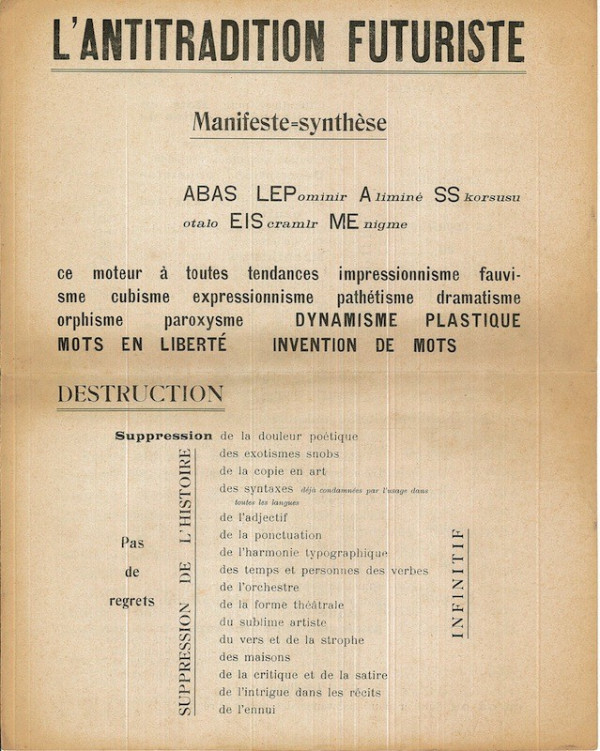 L'ANTITRADITION FUTURISTE
Manifeste=synthèse
ABAS LEPominir Aliminé SSkorsusu
otalo EIScramlr MEnigme
ce moteur à toutes tendances impressionnisme fauvi-
sme cubisme expressionnisme pathétisme dramatisme
orphisme paroxysme DYNAMISME PLASTIQUE
MOTS EN LIBERTÉ INVENTION DE MOTS
DESTRUCTION
Suppression de la douleur poétique
des exotismes snobs
de la copie en art
des syntaxes déjà condamnées par l'usage dans
toutes les langues
de l'adjectif
de la ponctuation
de l'harmonie typographique
des temps et personnes des verbes
de l'orchestre
de la forme théâtrale
du sublime artiste
du vers et de la strophe
des maisons
de la critique et de la satire
de l'intrigue dans les récits
de l'ennui
SUPPRESSION DE L'HISTOIRE
Pas
de
regrets
INFINITIF